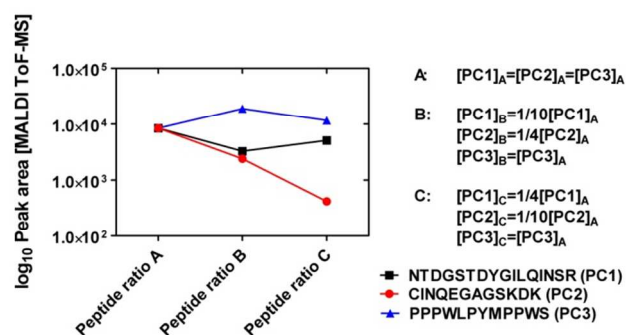 log10 Peak area [MALDI ToF-MS]
1.0×10^5
1.0×10^4
1.0×10^3
1.0×10^2
Peptide ratio A
Peptide ratio B
Peptide ratio C
A: [PC1]A=[PC2]A=[PC3]A
B: [PC1]B=1/10[PC1]A
[PC2]B=1/4[PC2]A
[PC3]B=[PC3]A
C: [PC1]C=1/4[PC1]A
[PC2]C=1/10[PC2]A
[PC3]C=[PC3]A
NTDGSTDYGILQINSR (PC1)
CINQEGAGSKDK (PC2)
PPPWLPYMPPWS (PC3)